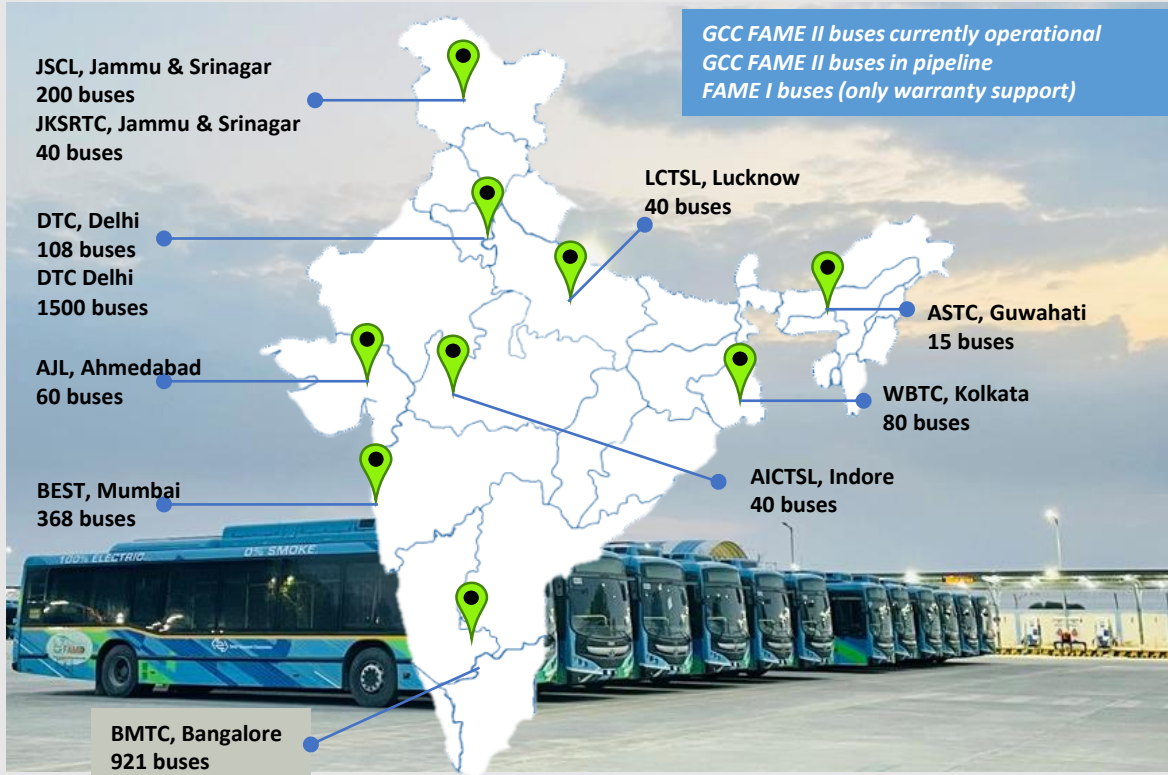 GCC FAME II buses currently operational
GCC FAME II buses in pipeline
FAME I buses (only warranty support)
JSCL, Jammu & Srinagar
200 buses
JKSRTC, Jammu & Srinagar
40 buses
LCTSL, Lucknow
40 buses
DTC, Delhi
108 buses
DTC Delhi
1500 buses
ASTC, Guwahati
15 buses
AJL, Ahmedabad
60 buses
WBTC, Kolkata
80 buses
BEST, Mumbai
368 buses
AICTSL, Indore
40 buses
100% ELECTRIC
0% SMOKE
FAME
BMTC, Bangalore
921 buses